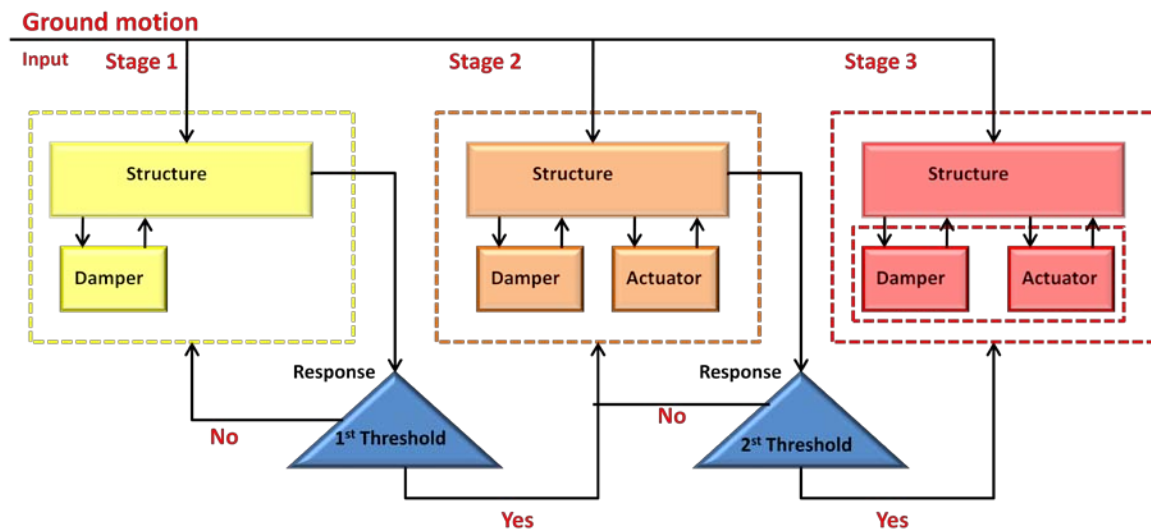 Ground motion
Input
Stage 1
Stage 2
Stage 3
Structure
Structure
Structure
Damper
Damper
Actuator
Damper
Actuator
Response
Response
No
1st Threshold
No
2st Threshold
Yes
Yes